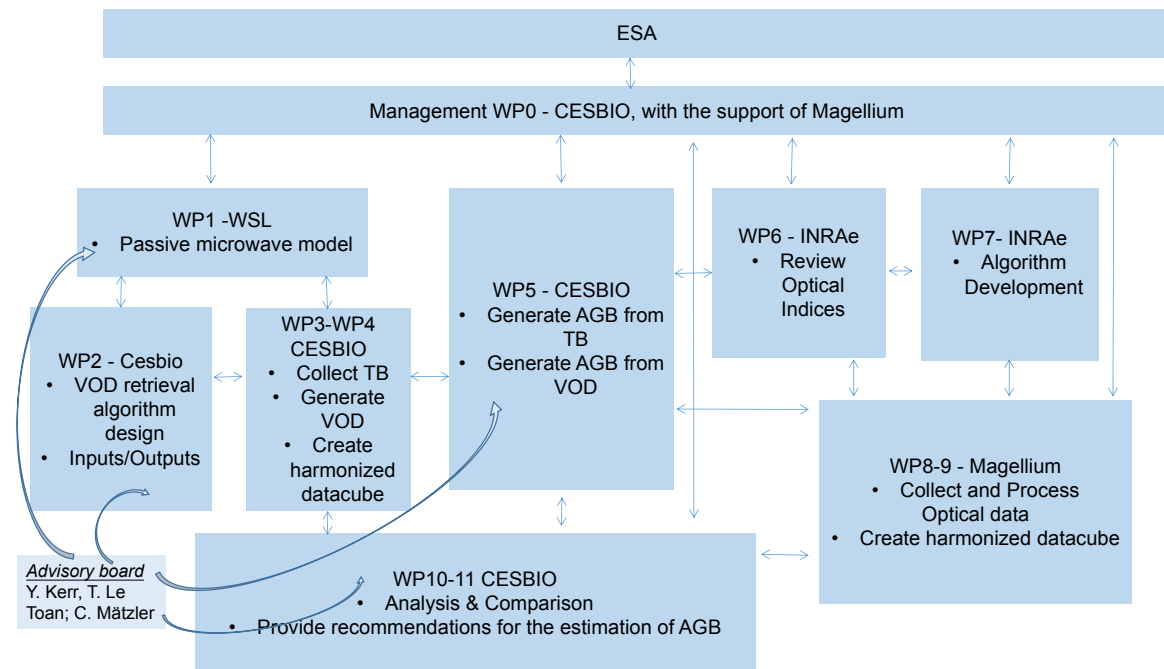 ESA
Management WP0 - CESBIO, with the support of Magellium
WP1 -WSL
• Passive microwave model
WP2 - Cesbio
• VOD retrieval
algorithm
design
• Inputs/Outputs
WP3-WP4
CESBIO
• Collect TB
• Generate
VOD
• Create
harmonized
datacube
WP5 - CESBIO
• Generate AGB from
TB
• Generate AGB
from VOD
WP6 - INRAe
• Review
Optical
Indices
WP7- INRAe
• Algorithm
Development
WP8-9 - Magellium
• Collect and Process
Optical data
• Create harmonized datacube
Advisory board
Y. Kerr, T. Le
Toan; C. Mätzler
WP10-11 CESBIO
• Analysis & Comparison
• Provide recommendations for the estimation of AGB